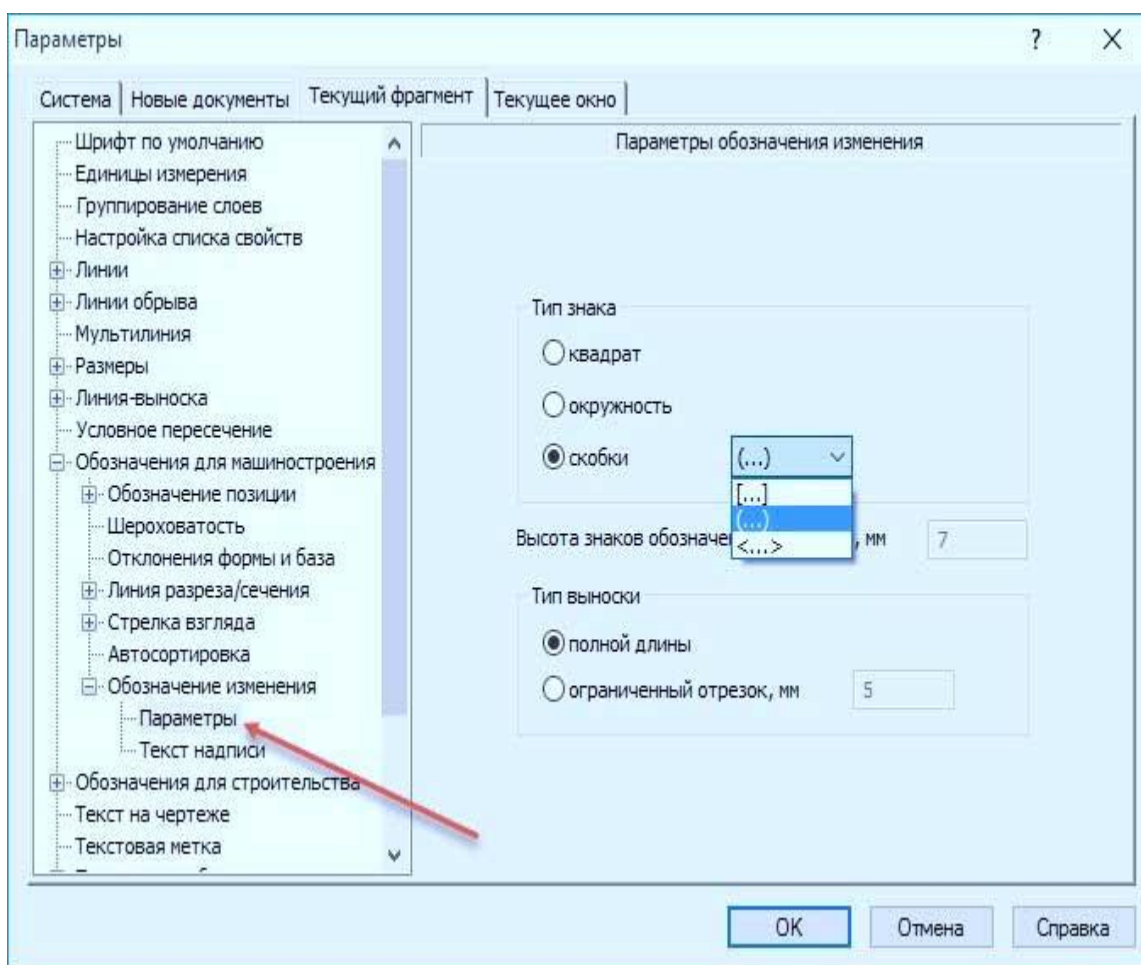 Параметры ? X
Система Новые документы Текущий фрагмент Текущее окно
Шрифт по умолчанию
Единицы измерения
Группирование слоев
Настройка списка свойств
Линии
Линии обрыва
Мультилиния
Размеры
Линия-выноска
Условное пересечение
Обозначения для машиностроения
Обозначение позиции
Шероховатость
Отклонения формы и база
Линия разреза/сечения
Стрелка взгляда
Автосортировка
Обозначение изменения
Параметры
Текст надписи
Обозначения для строительства
Текст на чертеже
Текстовая метка
Параметры обозначения изменения
Тип знака
квадрат
окружность
скобки (...)
[...]
(...)
<...>
Высота знаков обозначе , мм 7
Тип выноски
полной длины
ограниченный отрезок, мм 5
OK Отмена Справка